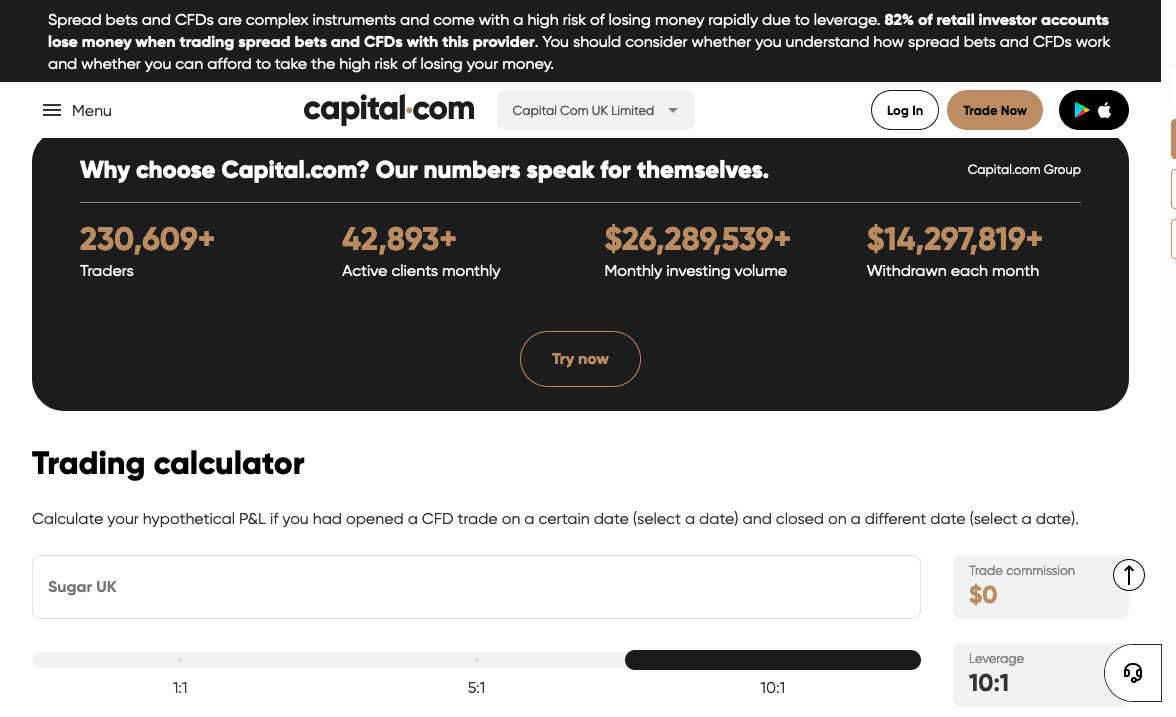 Spread bets and CFDs are complex instruments and come with a high risk of losing money rapidly due to leverage. 82% of retail investor accounts
lose money when trading spread bets and CFDs with this provider. You should consider whether you understand how spread bets and CFDs work
and whether you can afford to take the high risk of losing your money.
Menu
capital.com
Capital Com UK Limited
Log In
Trade Now
Why choose Capital.com? Our numbers speak for themselves.
Capital.com Group
230,609+
Traders
42,893+
Active clients monthly
$26,289,539+
Monthly investing volume
$14,297,819+
Withdrawn each month
Try now
Trading calculator
Calculate your hypothetical P&L if you had opened a CFD trade on a certain date (select a date) and closed on a different date (select a date).
Sugar UK
Trade commission
$0
1:1
5:1
10:1
Leverage
10:1